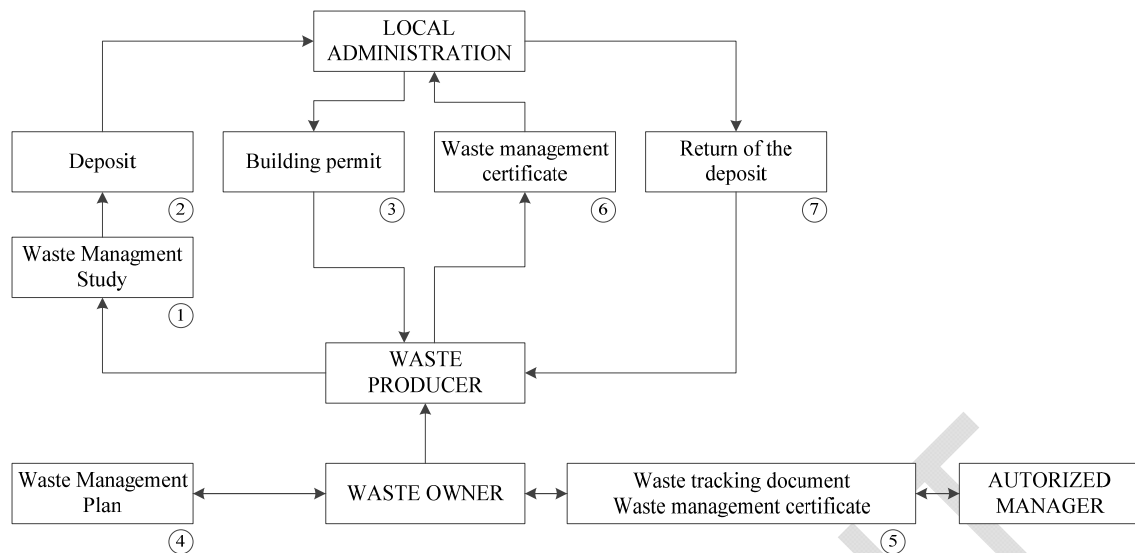 LOCAL
ADMINISTRATION
Deposit
2
Building permit
3
Waste management
certificate
6
Return of the
deposit
7
Waste Managment
Study
1
WASTE
PRODUCER
Waste Management
Plan
4
WASTE OWNER
Waste tracking document
Waste management certificate
5
AUTORIZED
MANAGER